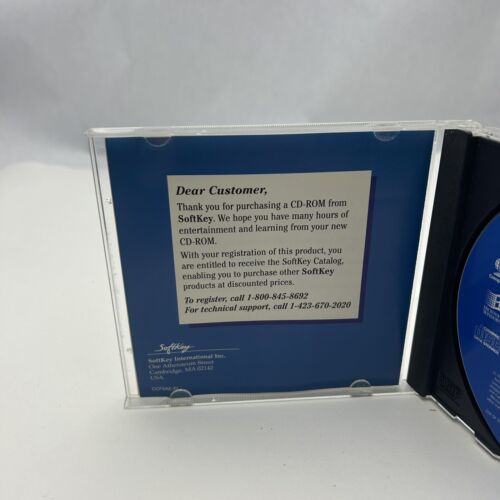 Dear Customer,
Thank you for purchasing a CD-ROM from
SoftKey. We hope you have many hours of
entertainment and learning from your new
CD-ROM.
With your registration of this product, you
are entitled to receive the SoftKey Catalog,
enabling you to purchase other SoftKey
products at discounted prices.
To register, call 1-800-845-8692
For technical support, call 1-423-670-2020
SoftKey
SoftKey International Inc.
One Athenaeum Street
Cambridge, MA 02142
USA